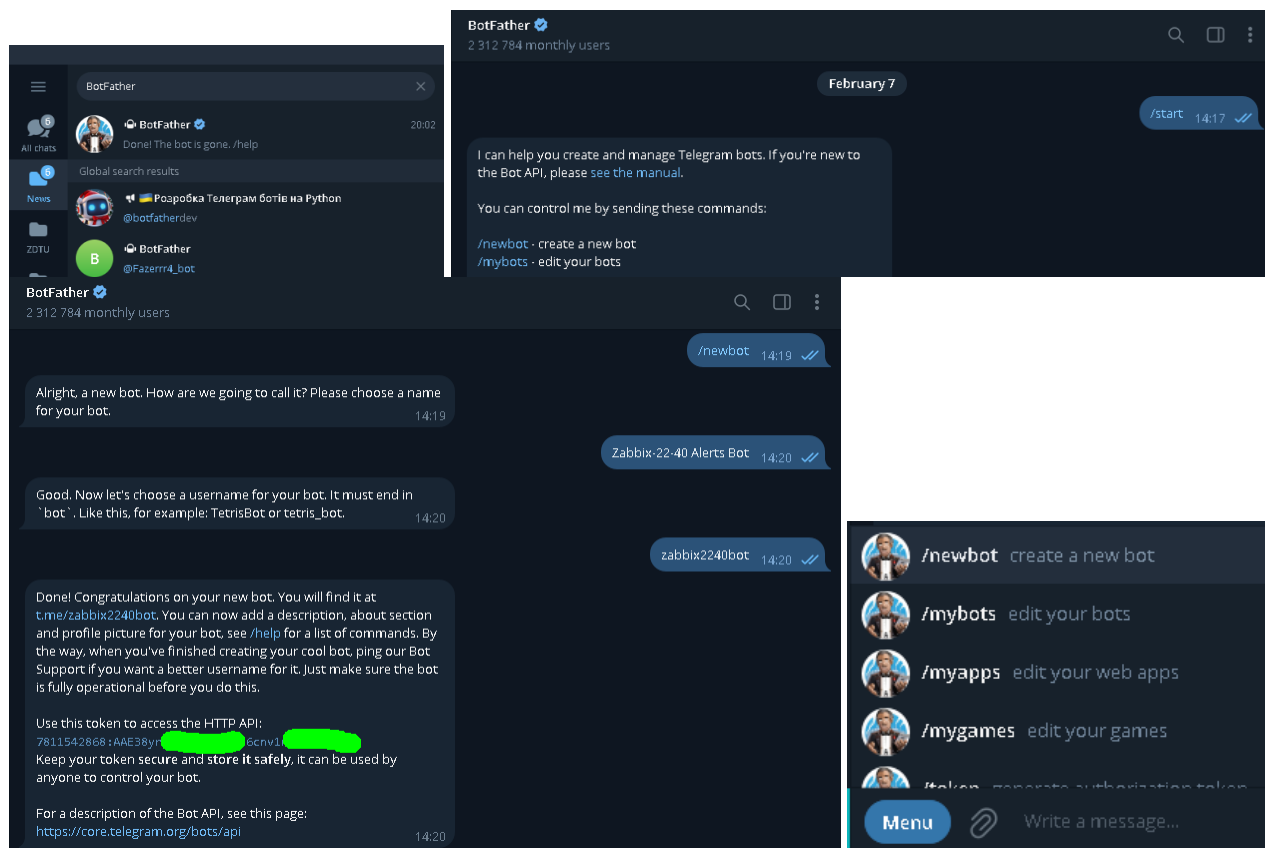 BotFather
All chats
5
BotFather
20:02
Done! The bot is gone. /help
News
5
Global search results
Розробка Телеграм ботів на Python
@botfatherdev
ZDTU
B
BotFather
@Fazerrr4_bot
BotFather
2 312 784 monthly users
February 7
/start 14:17
I can help you create and manage Telegram bots. If you're new to
the Bot API, please see the manual.
You can control me by sending these commands:
/newbot - create a new bot
/mybots - edit your bots
BotFather
2 312 784 monthly users
/newbot 14:19
Alright, a new bot. How are we going to call it? Please choose a name
for your bot.
14:19
Zabbix-22-40 Alerts Bot 14:20
Good. Now let's choose a username for your bot. It must end in
`bot`. Like this, for example: TetrisBot or tetris_bot.
14:20
zabbix2240bot 14:20
Done! Congratulations on your new bot. You will find it at
t.me/zabbix2240bot. You can now add a description, about section
and profile picture for your bot, see /help for a list of commands. By
the way, when you've finished creating your cool bot, ping our Bot
Support if you want a better username for it. Just make sure the bot
is fully operational before you do this.
Use this token to access the HTTP API:
7811542868:AAE38yr 6cnv1
Keep your token secure and store it safely, it can be used by
anyone to control your bot.
For a description of the Bot API, see this page:
https://core.telegram.org/bots/api
14:20
/newbot create a new bot
/mybots edit your bots
/myapps edit your web apps
/mygames edit your games
/token generate authorization token
Menu
Write a message...